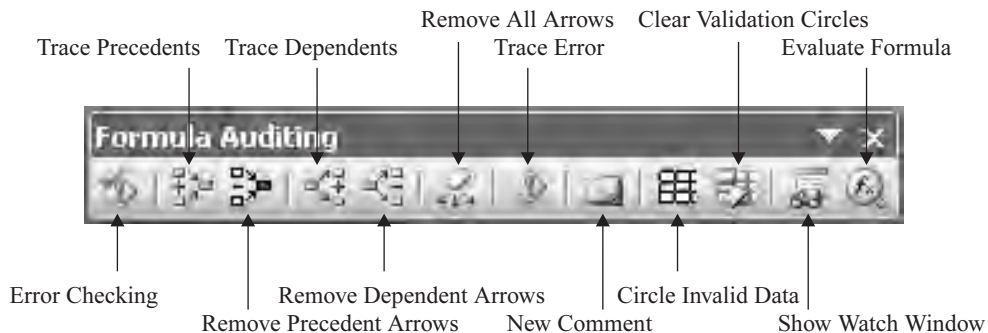 Remove All Arrows Clear Validation Circles
Trace Precedents Trace Dependents Trace Error Evaluate Formula
Formula Auditing
Error Checking Remove Dependent Arrows Circle Invalid Data
Remove Precedent Arrows New Comment Show Watch Window